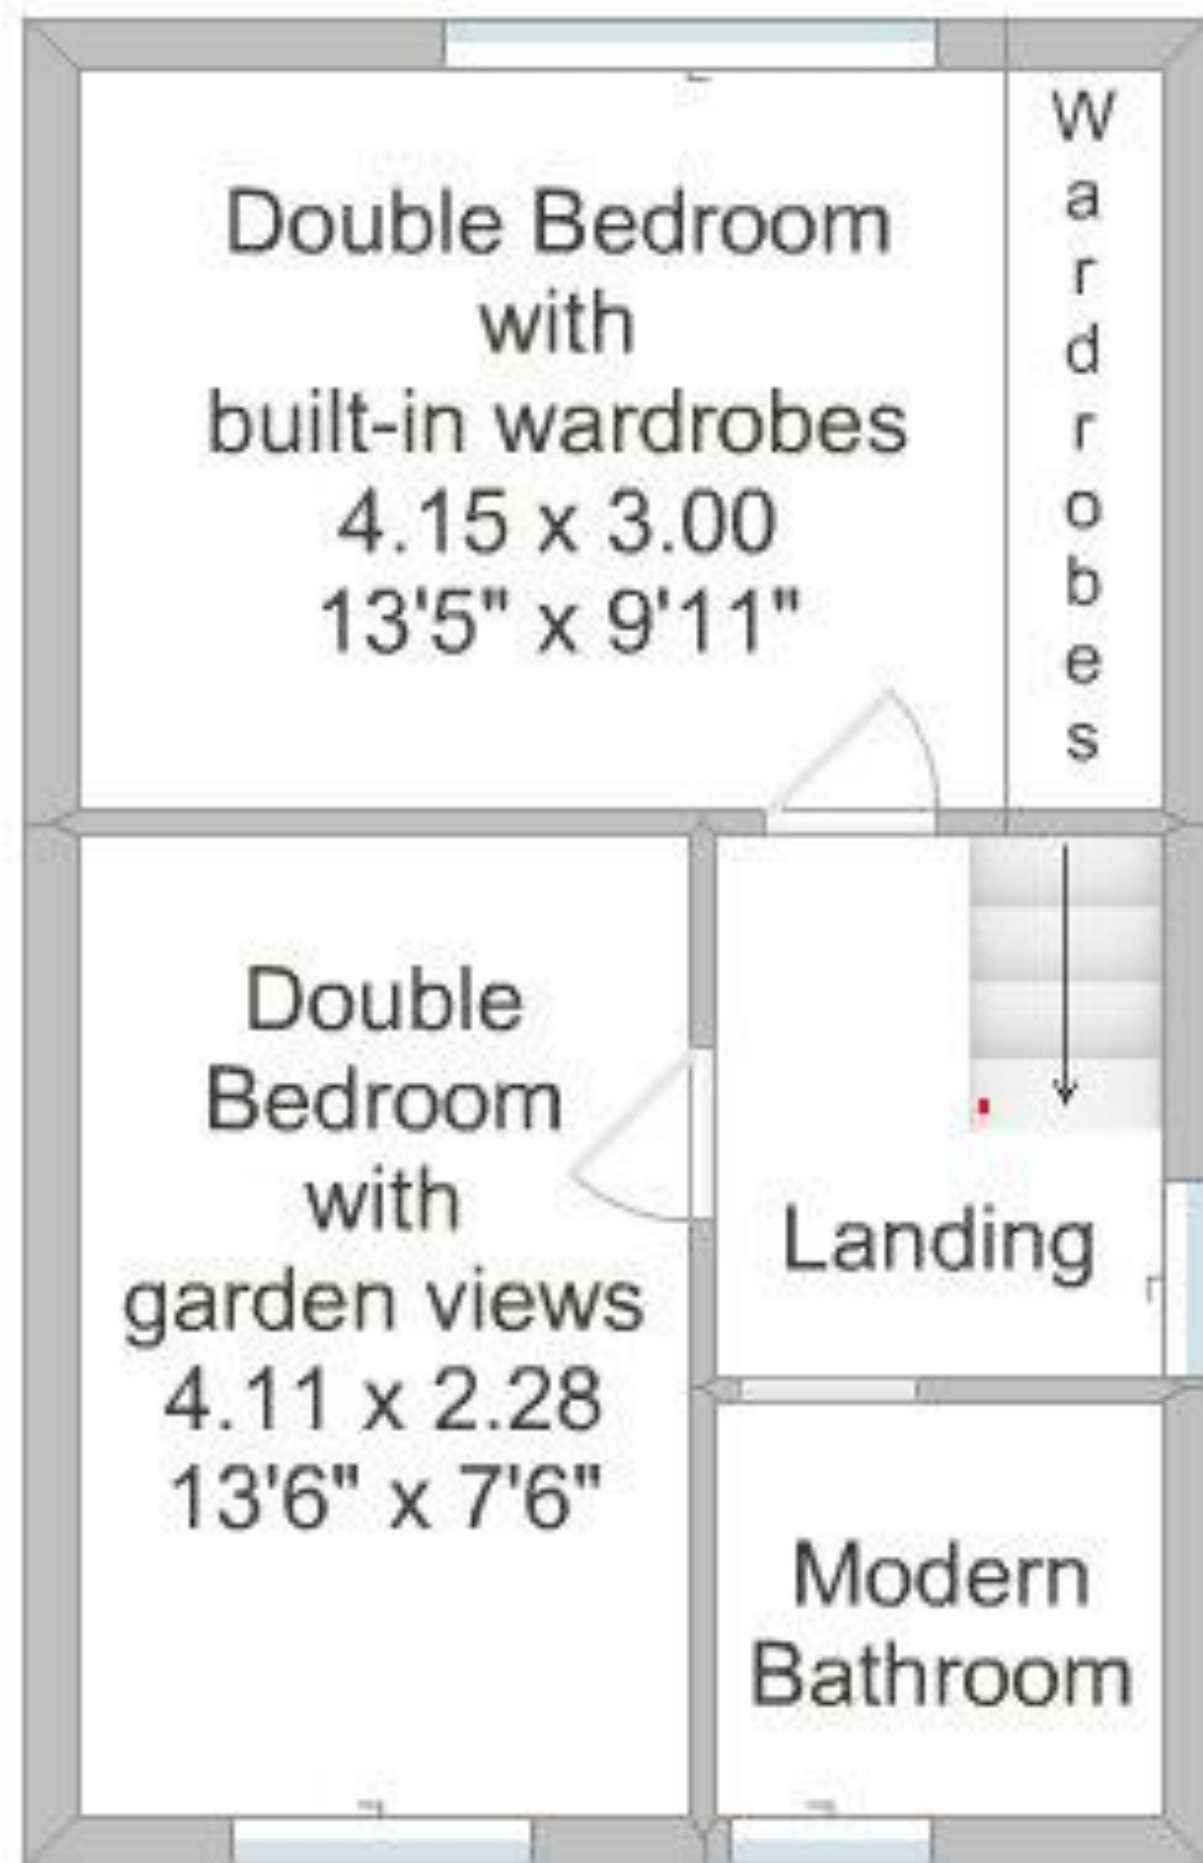 Double Bedroom
with
built-in wardrobes
4.15 x 3.00
13'5" x 9'11"
Wardrobes
Double
Bedroom
with
garden views
4.11 x 2.28
13'6" x 7'6"
Landing
Modern
Bathroom